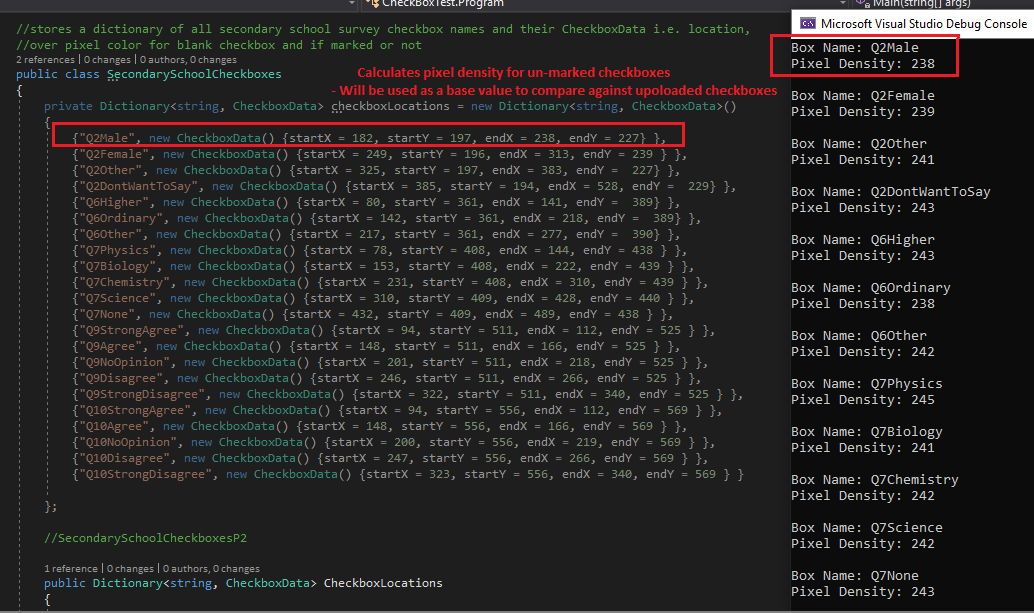 CheckBoxTest.Program
Main(string[] args)
//stores a dictionary of all secondary school survey checkbox names and their CheckboxData i.e. location,
//over pixel color for blank checkbox and if marked or not
2 references | 0 changes | 0 authors, 0 changes
public class SecondarySchoolCheckboxes
{
Calculates pixel density for un-marked checkboxes
- Will be used as a base value to compare against upoloaded checkboxes
private Dictionary<string, CheckboxData> checkboxLocations = new Dictionary<string, CheckboxData>()
{
{"Q2Male", new CheckboxData() {startX = 182, startY = 197, endX = 238, endY = 227} },
{"Q2Female", new CheckboxData() {startX = 249, startY = 196, endX = 313, endY = 239 } },
{"Q2Other", new CheckboxData() {startX = 325, startY = 197, endX = 383, endY =  227} },
{"Q2DontWantToSay", new CheckboxData() {startX = 385, startY = 194, endX = 528, endY =  229} },
{"Q6Higher", new CheckboxData() {startX = 80, startY = 361, endX = 141, endY =  389} },
{"Q6Ordinary", new CheckboxData() {startX = 142, startY = 361, endX = 218, endY =  389} },
{"Q6Other", new CheckboxData() {startX = 217, startY = 361, endX = 277, endY =  390} },
{"Q7Physics", new CheckboxData() {startX = 78, startY = 408, endX = 144, endY = 438 } },
{"Q7Biology", new CheckboxData() {startX = 153, startY = 408, endX = 222, endY = 439 } },
{"Q7Chemistry", new CheckboxData() {startX = 231, startY = 408, endX = 310, endY = 439 } },
{"Q7Science", new CheckboxData() {startX = 310, startY = 409, endX = 428, endY = 440 } },
{"Q7None", new CheckboxData() {startX = 432, startY = 409, endX = 489, endY = 438 } },
{"Q9StrongAgree", new CheckboxData() {startX = 94, startY = 511, endX = 112, endY = 525 } },
{"Q9Agree", new CheckboxData() {startX = 148, startY = 511, endX = 166, endY = 525 } },
{"Q9NoOpinion", new CheckboxData() {startX = 201, startY = 511, endX = 218, endY = 525 } },
{"Q9Disagree", new CheckboxData() {startX = 246, startY = 511, endX = 266, endY = 525 } },
{"Q9StrongDisagree", new CheckboxData() {startX = 322, startY = 511, endX = 340, endY = 525 } },
{"Q10StrongAgree", new CheckboxData() {startX = 94, startY = 556, endX = 112, endY = 569 } },
{"Q10Agree", new CheckboxData() {startX = 148, startY = 556, endX = 166, endY = 569 } },
{"Q10NoOpinion", new CheckboxData() {startX = 200, startY = 556, endX = 219, endY = 569 } },
{"Q10Disagree", new CheckboxData() {startX = 247, startY = 556, endX = 266, endY = 569 } },
{"Q10StrongDisagree", new CheckboxData() {startX = 323, startY = 556, endX = 340, endY = 569 } }
};
//SecondarySchoolCheckboxesP2
1 reference | 0 changes | 0 authors, 0 changes
public Dictionary<string, CheckboxData> CheckboxLocations
{
Microsoft Visual Studio Debug Console
Box Name: Q2Male
Pixel Density: 238
Box Name: Q2Female
Pixel Density: 239
Box Name: Q2Other
Pixel Density: 241
Box Name: Q2DontWantToSay
Pixel Density: 243
Box Name: Q6Higher
Pixel Density: 243
Box Name: Q6Ordinary
Pixel Density: 238
Box Name: Q6Other
Pixel Density: 242
Box Name: Q7Physics
Pixel Density: 245
Box Name: Q7Biology
Pixel Density: 241
Box Name: Q7Chemistry
Pixel Density: 242
Box Name: Q7Science
Pixel Density: 242
Box Name: Q7None
Pixel Density: 243